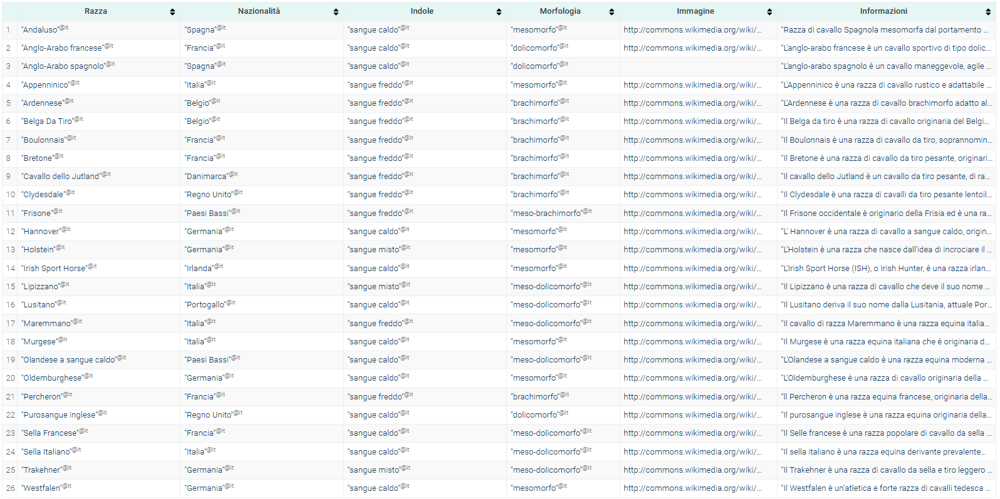 Razza Nazionalità Indole Morfologia Immagine Informazioni
1 "Andaluso"@it "Spagna"@it "sangue caldo"@it "mesomorfo"@it http://commons.wikimedia.org/wiki/... "Razza di cavallo Spagnola mesomorfa dal portamento ...
2 "Anglo-Arabo francese"@it "Francia"@it "sangue caldo"@it "dolicomorfo"@it http://commons.wikimedia.org/wiki/... "L'anglo-arabo francese è un cavallo sportivo di tipo dolic...
3 "Anglo-Arabo spagnolo"@it "Spagna"@it "sangue caldo"@it "dolicomorfo"@it "L'anglo-arabo spagnolo è un cavallo maneggevole, agile ...
4 "Appenninico"@it "Italia"@it "sangue freddo"@it "mesomorfo"@it http://commons.wikimedia.org/wiki/... "L'Appenninico è una razza di cavallo rustico e adattabile ...
5 "Ardennese"@it "Belgio"@it "sangue freddo"@it "brachimorfo"@it http://commons.wikimedia.org/wiki/... "L'Ardennese è una razza di cavallo brachimorfo adatto al...
6 "Belga Da Tiro"@it "Belgio"@it "sangue freddo"@it "brachimorfo"@it http://commons.wikimedia.org/wiki/... "Il Belga da tiro è una razza di cavallo originaria del Belgi...
7 "Boulonnais"@it "Francia"@it "sangue freddo"@it "brachimorfo"@it http://commons.wikimedia.org/wiki/... "Il Boulonnais è una razza di cavallo da tiro, soprannomin...
8 "Bretone"@it "Francia"@it "sangue freddo"@it "brachimorfo"@it http://commons.wikimedia.org/wiki/... "Il Bretone è una razza di cavallo da tiro pesante, originari...
9 "Cavallo dello Jutland"@it "Danimarca"@it "sangue freddo"@it "brachimorfo"@it http://commons.wikimedia.org/wiki/... "Il cavallo dello Jutland è un cavallo da tiro pesante, di ra...
10 "Clydesdale"@it "Regno Unito"@it "sangue freddo"@it "brachimorfo"@it http://commons.wikimedia.org/wiki/... "Il Clydesdale è una razza di cavalli da tiro pesante lentoil...
11 "Frisone"@it "Paesi Bassi"@it "sangue freddo"@it "meso-brachimorfo"@it http://commons.wikimedia.org/wiki/... "Il Frisone occidentale è originario della Frisia ed è una ra...
12 "Hannover"@it "Germania"@it "sangue caldo"@it "mesomorfo"@it http://commons.wikimedia.org/wiki/... "L' Hannover è una razza di cavallo a sangue caldo, origin...
13 "Holstein"@it "Germania"@it "sangue misto"@it "mesomorfo"@it http://commons.wikimedia.org/wiki/... "L'Holstein è una razza che nasce dall'idea di incrociare il ...
14 "Irish Sport Horse"@it "Irlanda"@it "sangue caldo"@it "mesomorfo"@it http://commons.wikimedia.org/wiki/... "L'Irish Sport Horse (ISH), o Irish Hunter, è una razza irlan...
15 "Lipizzano"@it "Italia"@it "sangue misto"@it "meso-dolicomorfo"@it http://commons.wikimedia.org/wiki/... "Il Lipizzano è una razza di cavallo che deve il suo nome ...
16 "Lusitano"@it "Portogallo"@it "sangue caldo"@it "meso-dolicomorfo"@it http://commons.wikimedia.org/wiki/... "Il Lusitano deriva il suo nome dalla Lusitania, attuale Por...
17 "Maremmano"@it "Italia"@it "sangue freddo"@it "meso-dolicomorfo"@it http://commons.wikimedia.org/wiki/... "Il cavallo di razza Maremmano è una razza equina italia...
18 "Murgese"@it "Italia"@it "sangue caldo"@it "mesomorfo"@it http://commons.wikimedia.org/wiki/... "Il Murgese è una razza equina italiana che è originaria d...
19 "Olandese a sangue caldo"@it "Paesi Bassi"@it "sangue caldo"@it "meso-dolicomorfo"@it http://commons.wikimedia.org/wiki/... "L'Olandese a sangue caldo è una razza equina moderna ...
20 "Oldemburghese"@it "Germania"@it "sangue caldo"@it "mesomorfo"@it http://commons.wikimedia.org/wiki/... "L'Oldemburghese è una razza di cavallo originaria della ...
21 "Percheron"@it "Francia"@it "sangue freddo"@it "brachimorfo"@it http://commons.wikimedia.org/wiki/... "Il Percheron è una razza equina francese, originaria della...
22 "Purosangue inglese"@it "Regno Unito"@it "sangue caldo"@it "dolicomorfo"@it http://commons.wikimedia.org/wiki/... "Il purosangue inglese è una razza equina originaria della...
23 "Sella Francese"@it "Francia"@it "sangue caldo"@it "meso-dolicomorfo"@it http://commons.wikimedia.org/wiki/... "Il Selle francese è una razza popolare di cavallo da sella ...
24 "Sella Italiano"@it "Italia"@it "sangue caldo"@it "meso-dolicomorfo"@it http://commons.wikimedia.org/wiki/... "Il sella italiano è una razza equina derivante prevalente...
25 "Trakehner"@it "Germania"@it "sangue misto"@it "meso-dolicomorfo"@it http://commons.wikimedia.org/wiki/... "Il Trakehner è una razza di cavallo da sella e tiro leggero ...
26 "Westfalen"@it "Germania"@it "sangue caldo"@it "mesomorfo"@it http://commons.wikimedia.org/wiki/... "Il Westfalen è un'atletica e forte razza di cavalli tedesca ...